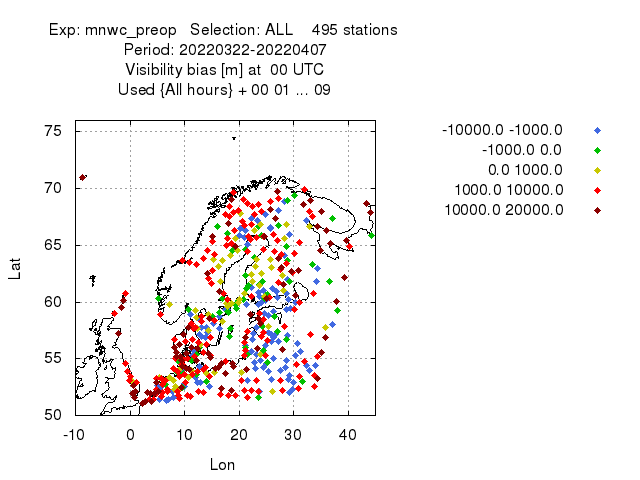 Exp: mnwc_preop   Selection: ALL    495 stations
Period: 20220322-20220407
Visibility bias [m] at  00 UTC
Used {All hours} + 00 01 ... 09
-10000.0 -1000.0
-1000.0 0.0
0.0 1000.0
1000.0 10000.0
10000.0 20000.0
75
70
65
60
55
50
Lat
-10 0 10 20 30 40
Lon